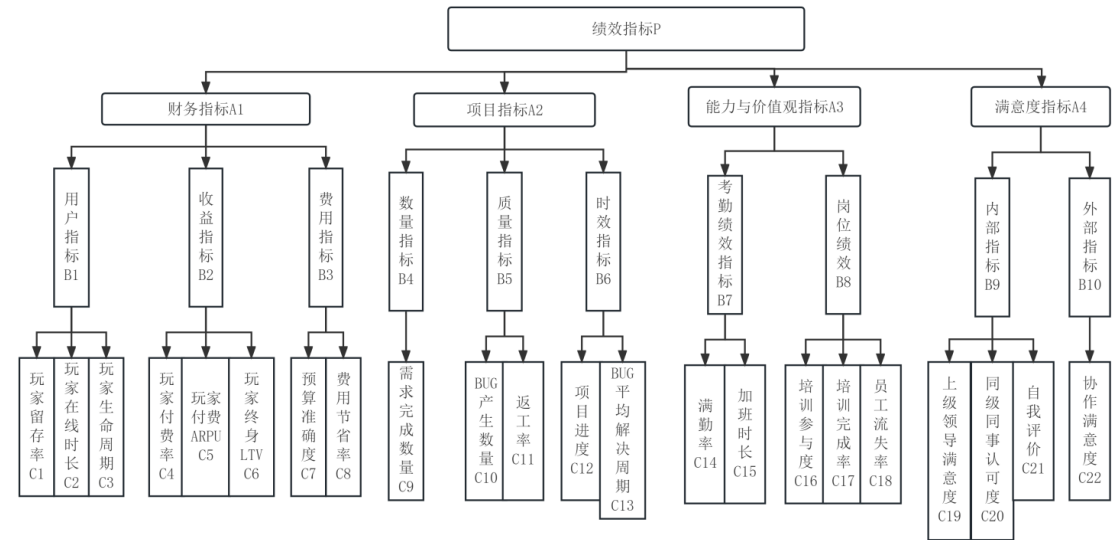 绩效指标P
财务指标A1
项目指标A2
能力与价值观指标A3
满意度指标A4
用户指标B1
收益指标B2
费用指标B3
数量指标B4
质量指标B5
时效指标B6
考勤绩效指标B7
岗位绩效B8
内部指标B9
外部指标B10
玩家留存率C1
玩家在线时长C2
玩家生命周期C3
玩家付费率C4
玩家付费ARPU C5
玩家终身LTV C6
预算准确度C7
费用节省率C8
需求完成数量C9
BUG产生数量C10
返工率C11
项目进度C12
BUG平均解决周期C13
满勤率C14
加班时长C15
培训参与度C16
培训完成率C17
员工流失率C18
上级领导满意度C19
同级同事认可度C20
自我评价C21
协作满意度C22